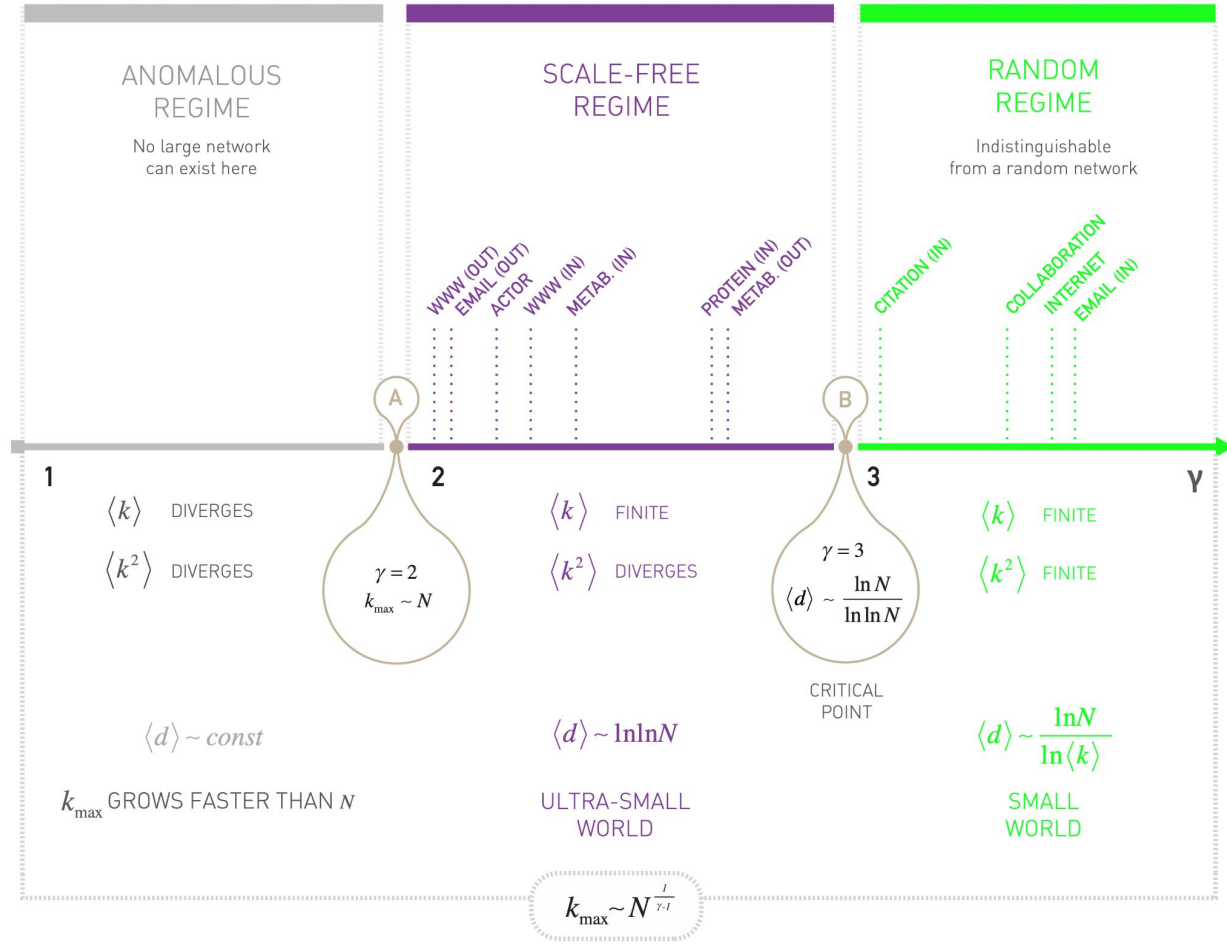 ANOMALOUS
REGIME
No large network
can exist here
SCALE-FREE
REGIME
RANDOM
REGIME
Indistinguishable
from a random network
WWW (OUT)
EMAIL (OUT)
ACTOR
WWW (IN)
METAB. (IN)
PROTEIN (IN)
METAB. (OUT)
CITATION (IN)
COLLABORATION
INTERNET
EMAIL (IN)
A
B
1
2
3
γ
⟨k⟩ DIVERGES
⟨k²⟩ DIVERGES
γ = 2
k_max ~ N
⟨k⟩ FINITE
⟨k²⟩ DIVERGES
γ = 3
⟨d⟩ ~ ln N / ln ln N
CRITICAL
POINT
⟨k⟩ FINITE
⟨k²⟩ FINITE
⟨d⟩ ~ const
k_max GROWS FASTER THAN N
⟨d⟩ ~ lnlnN
ULTRA-SMALL
WORLD
⟨d⟩ ~ lnN / ln⟨k⟩
SMALL
WORLD
k_max ~ N^(1/(γ-1))